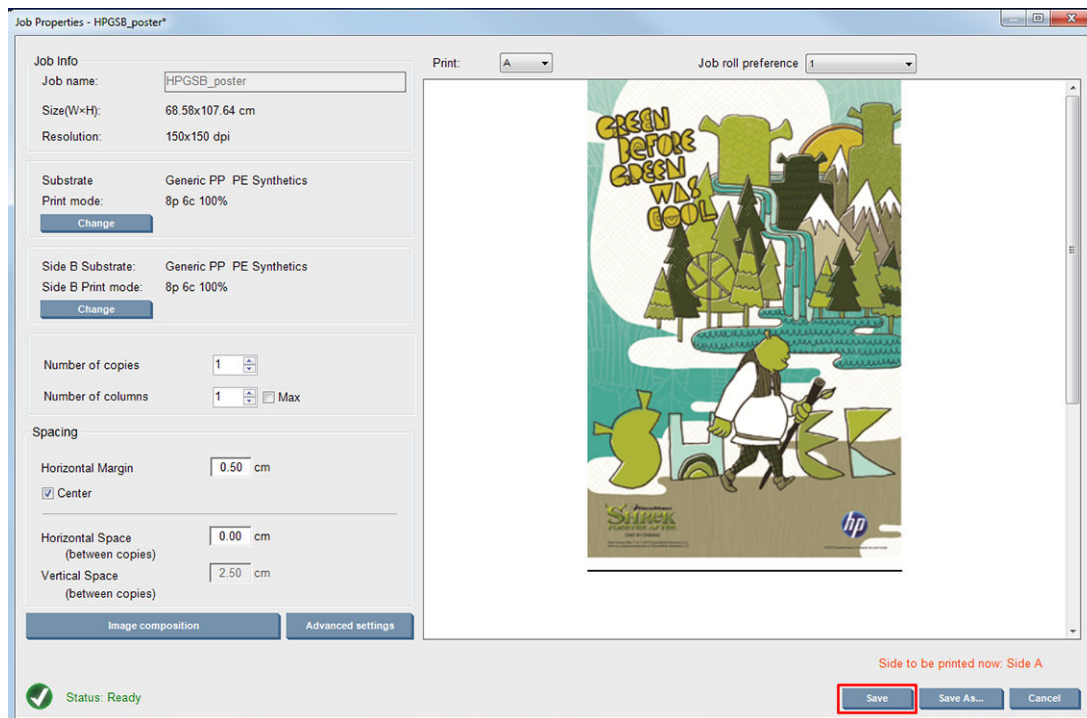 Job Properties - HPGSB_poster*
Job Info
Job name: HPGSB_poster
Size(W×H): 68.58x107.64 cm
Resolution: 150x150 dpi
Substrate Generic PP PE Synthetics
Print mode: 8p 6c 100%
Change
Side B Substrate: Generic PP PE Synthetics
Side B Print mode: 8p 6c 100%
Change
Number of copies 1
Number of columns 1 Max
Spacing
Horizontal Margin 0.50 cm
Center
Horizontal Space 0.00 cm
(between copies)
Vertical Space 2.50 cm
(between copies)
Image composition Advanced settings
Print: A Job roll preference 1
GREEN
BEFORE
GREEN
WAS
COOL
SHREK
DreamWorks
SHREK
FOREVER AFTER
hp
Side to be printed now: Side A
Status: Ready
Save Save As... Cancel